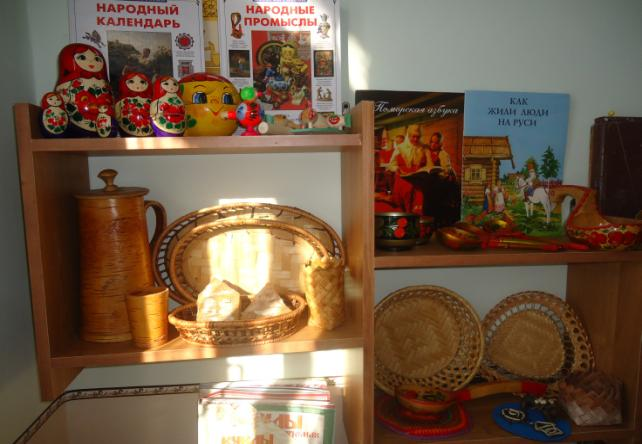 НАРОДНЫЙ
КАЛЕНДАРЬ
НАРОДНЫЕ
ПРОМЫСЛЫ
Поморская азбука
КАК
ЖИЛИ ЛЮДИ
НА РУСИ